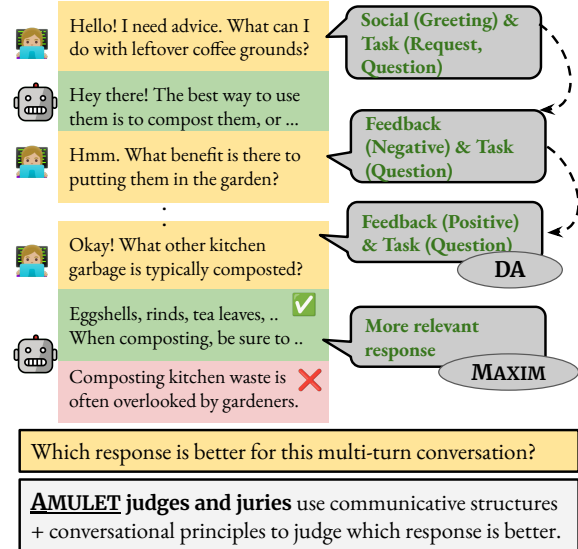 Hello! I need advice. What can I
do with leftover coffee grounds?
Social (Greeting) &
Task (Request,
Question)
Hey there! The best way to use
them is to compost them, or ...
Hmm. What benefit is there to
putting them in the garden?
Feedback
(Negative) & Task
(Question)
:
Okay! What other kitchen
garbage is typically composted?
Feedback (Positive)
& Task (Question)
DA
Eggshells, rinds, tea leaves, ..
When composting, be sure to ..
More relevant
response
MAXIM
Composting kitchen waste is
often overlooked by gardeners.
Which response is better for this multi-turn conversation?
AMULET judges and juries use communicative structures
+ conversational principles to judge which response is better.